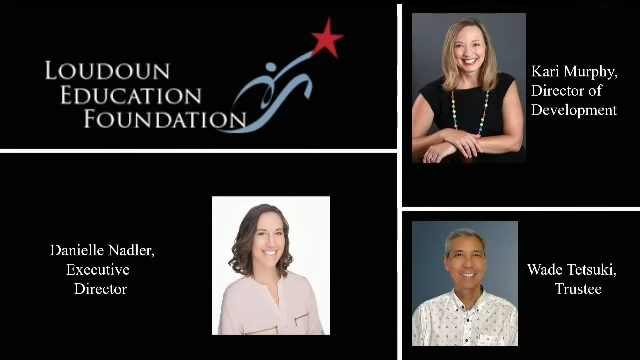 LOUDOUN
EDUCATION
FOUNDATION
Kari Murphy,
Director of
Development
Danielle Nadler,
Executive
Director
Wade Tetsuki,
Trustee